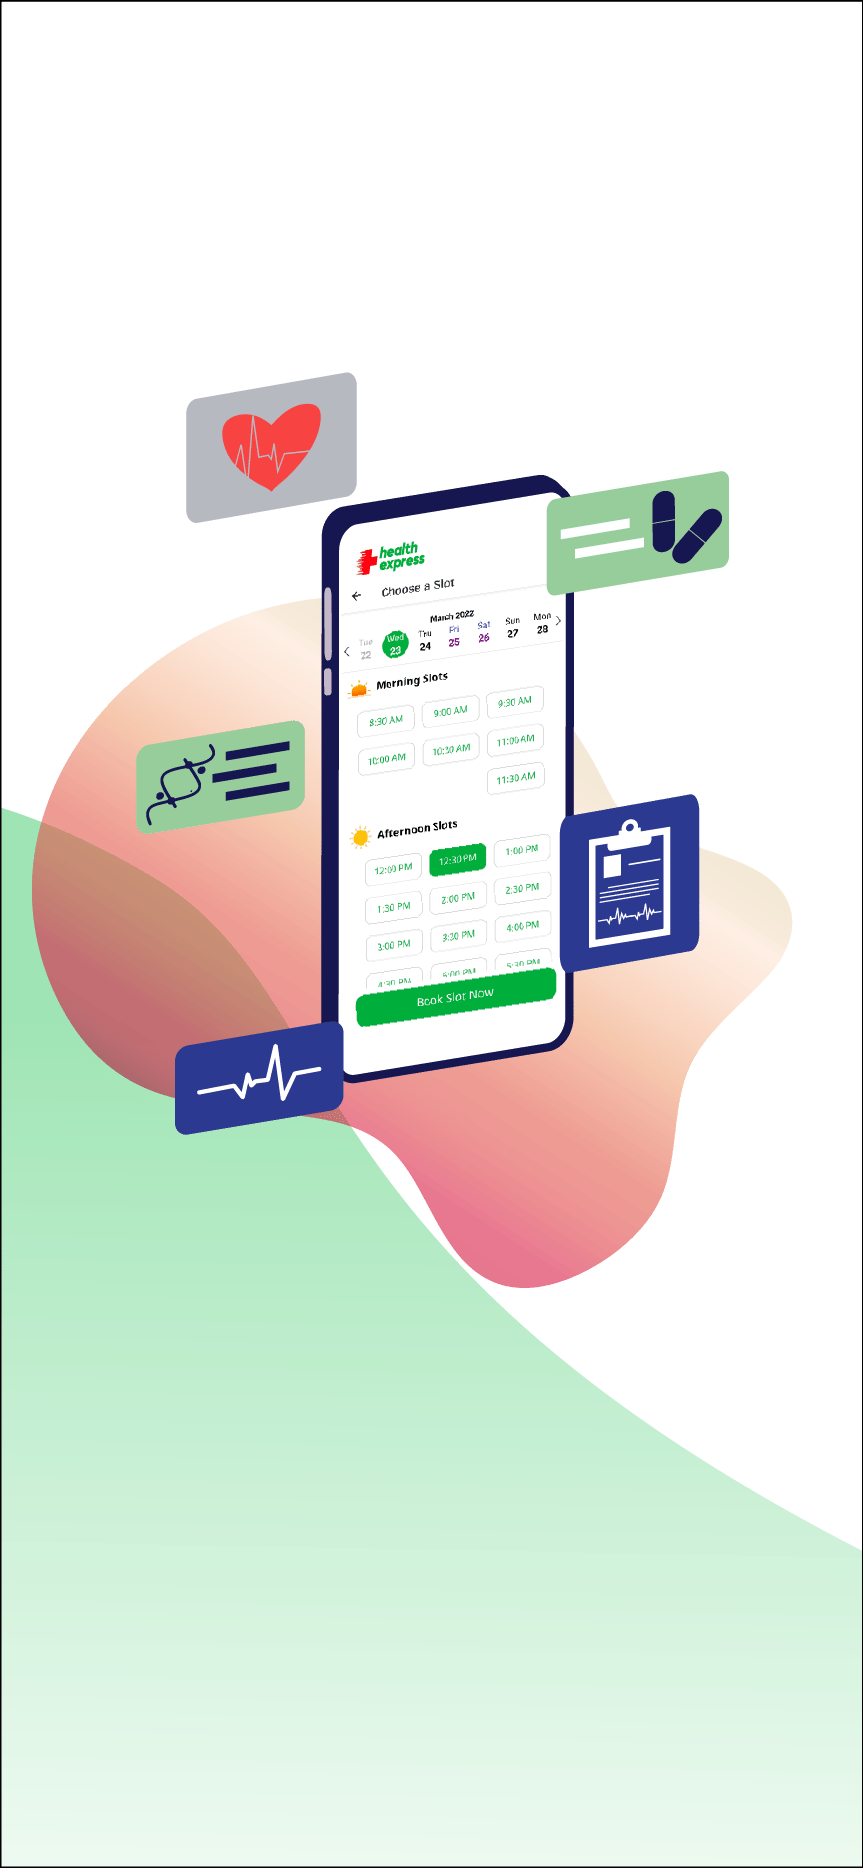 health
express
Choose a Slot
March 2022
Tue Wed Thu Fri Sat Sun Mon
22 23 24 25 26 27 28
Morning Slots
8:30 AM 9:00 AM 9:30 AM
10:00 AM 10:30 AM 11:00 AM
11:30 AM
Afternoon Slots
12:00 PM 12:30 PM 1:00 PM
1:30 PM 2:00 PM 2:30 PM
3:00 PM 3:30 PM 4:00 PM
4:30 PM 5:00 PM 5:30 PM
Book Slot Now